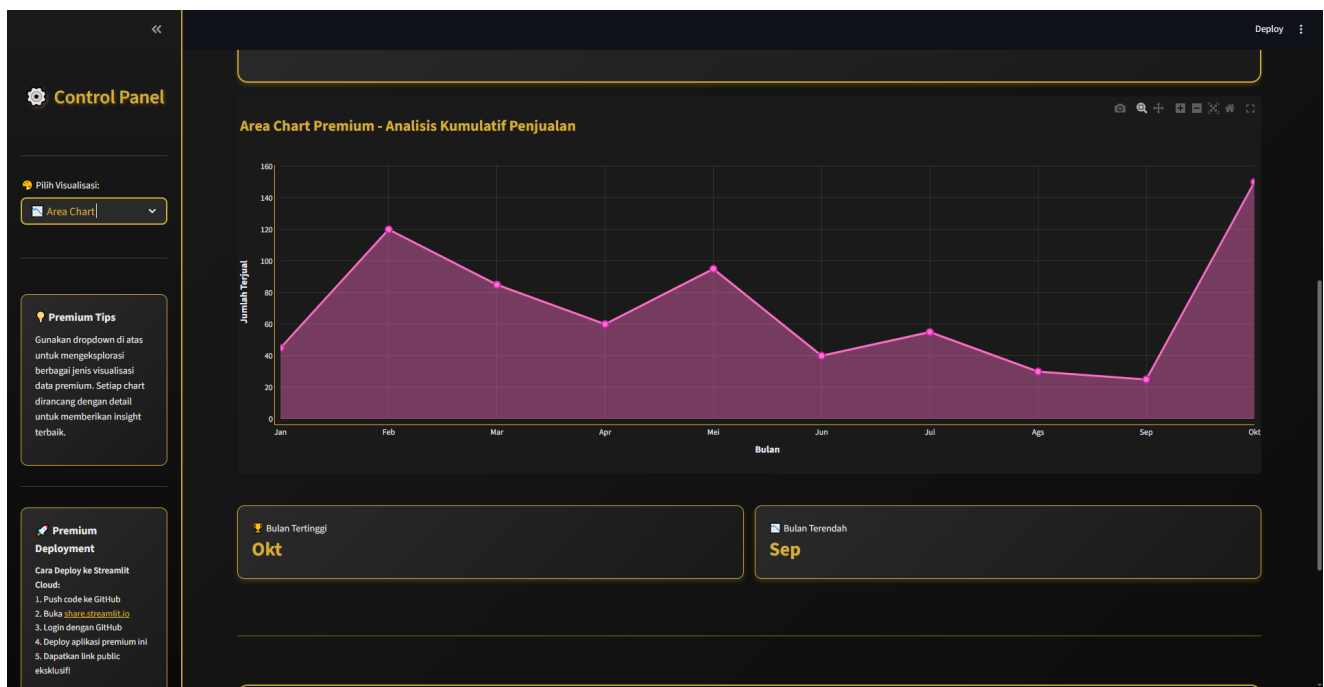 Deploy
Control Panel
Pilih Visualisasi:
Area Chart
Premium Tips
Gunakan dropdown di atas
untuk mengeksplorasi
berbagai jenis visualisasi
data premium. Setiap chart
dirancang dengan detail
untuk memberikan insight
terbaik.
Premium
Deployment
Cara Deploy ke Streamlit
Cloud:
1. Push code ke GitHub
2. Buka share.streamlit.io
3. Login dengan GitHub
4. Deploy aplikasi premium ini
5. Dapatkan link public
eksklusif!
Area Chart Premium - Analisis Kumulatif Penjualan
160
140
120
100
80
60
40
20
0
Jumlah Terjual
Jan Feb Mar Apr Mei Jun Jul Ags Sep Okt
Bulan
Bulan Tertinggi
Okt
Bulan Terendah
Sep